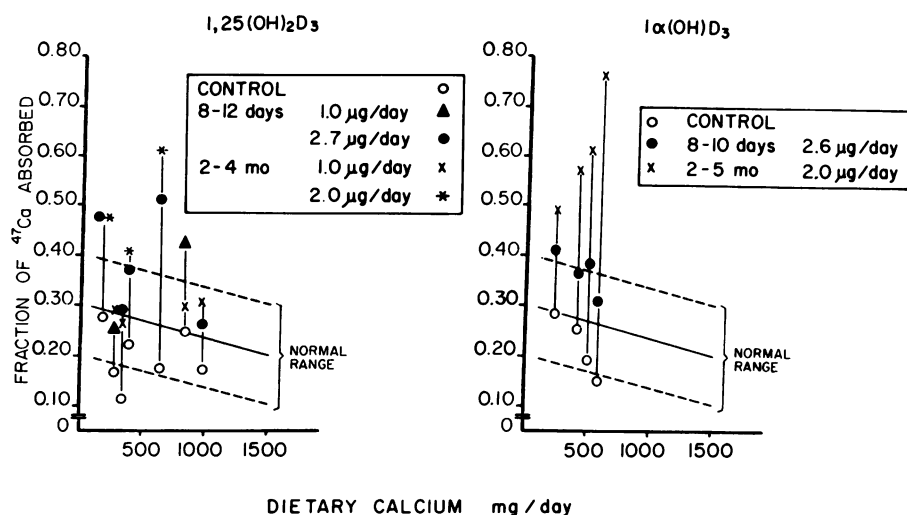 1,25(OH)₂D₃
FRACTION OF ⁴⁷Ca ABSORBED
0.80
0.70
0.60
0.50
0.40
0.30
0.20
0.10
0
CONTROL
8-12 days 1.0 µg/day
2.7 µg/day
2-4 mo 1.0 µg/day
2.0 µg/day
NORMAL
RANGE
500 1000 1500
1α(OH)D₃
0.80
0.70
0.60
0.50
0.40
0.30
0.20
0.10
0
CONTROL
8-10 days 2.6 µg/day
2-5 mo 2.0 µg/day
NORMAL
RANGE
500 1000 1500
DIETARY CALCIUM mg/day